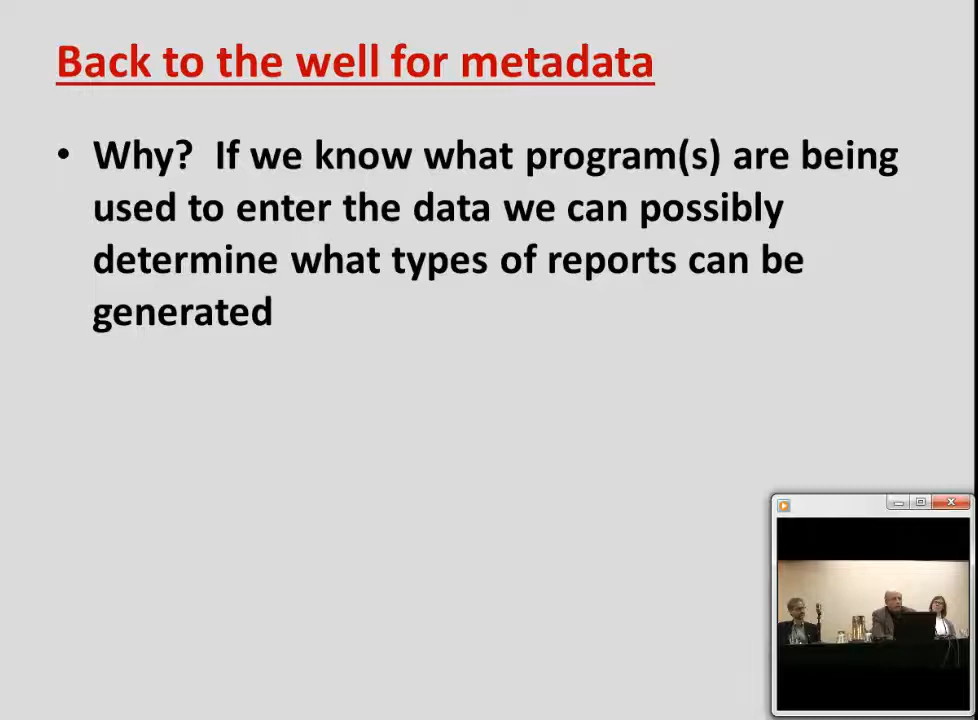 Back to the well for metadata
• Why?  If we know what program(s) are being
used to enter the data we can possibly
determine what types of reports can be
generated